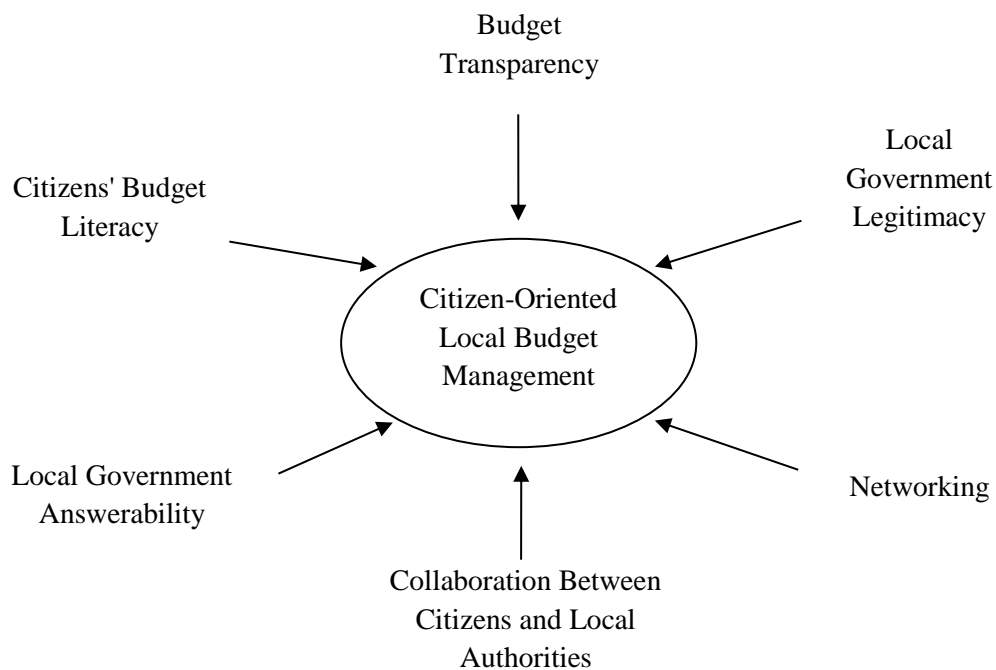 Budget
Transparency
Local
Government
Legitimacy
Citizens' Budget
Literacy
Citizen-Oriented
Local Budget
Management
Local Government
Answerability
Networking
Collaboration Between
Citizens and Local
Authorities